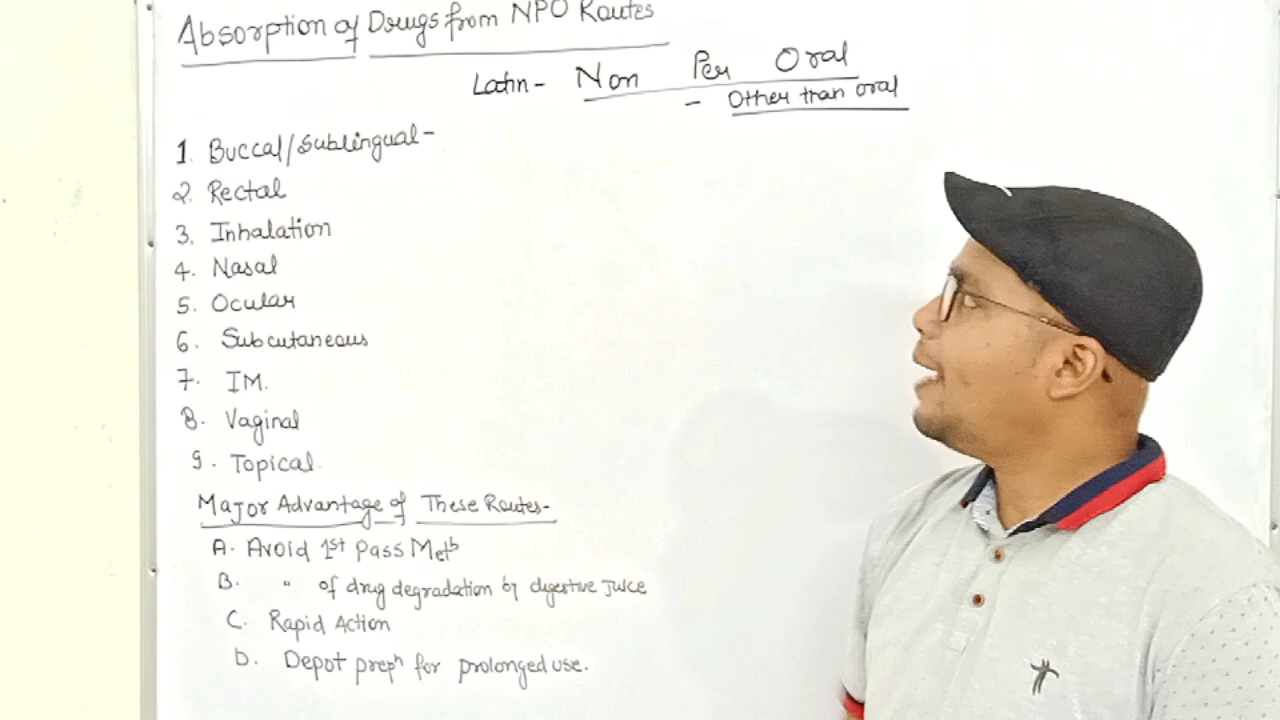 Absorption of Drugs from NPO Routes
Latin - Non Per Oral
- Other than oral
1. Buccal/Sublingual -
2. Rectal
3. Inhalation
4. Nasal
5. Ocular
6. Subcutaneous
7. IM.
8. Vaginal
9. Topical.
Major Advantage of These Routes-
A. Avoid 1st Pass Metb
B. " of drug degradation by digestive Juice
C. Rapid Action
D. Depot prepn for prolonged use.